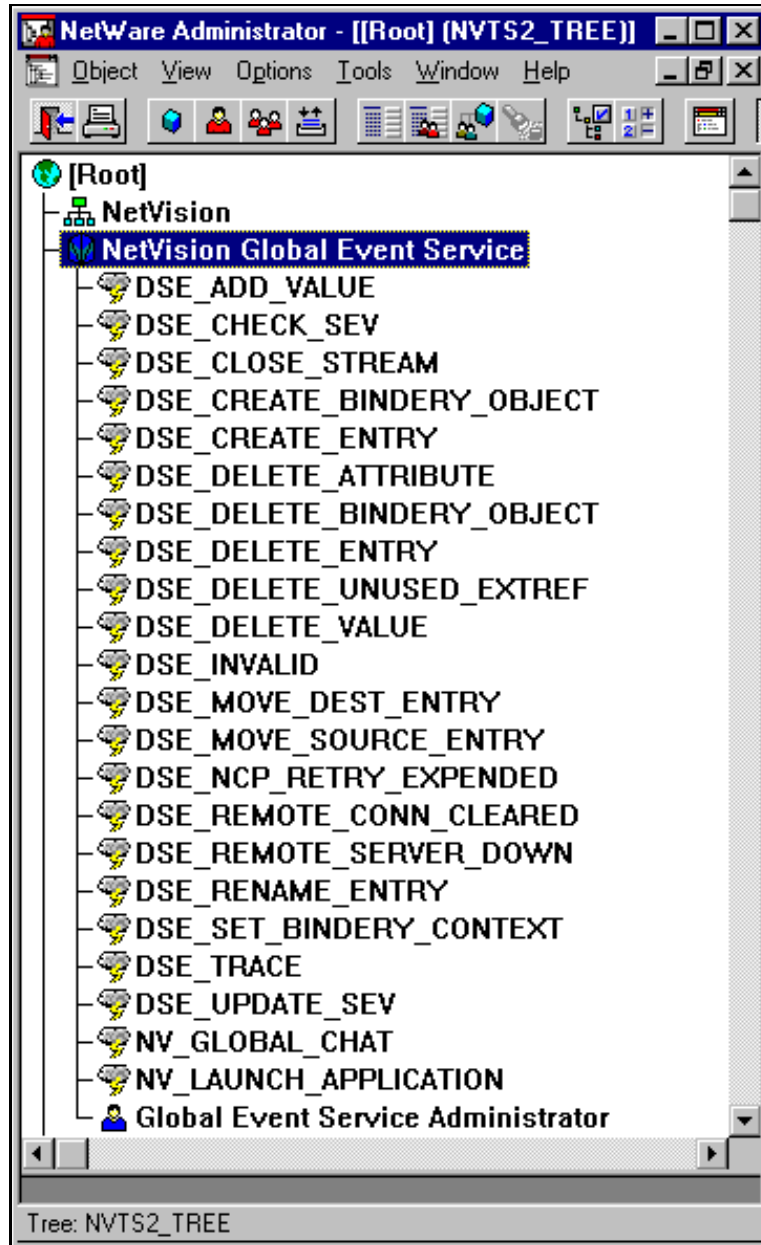 NetWare Administrator - [[Root] (NVTS2_TREE)]
Object View Options Tools Window Help
[Root]
NetVision
NetVision Global Event Service
DSE_ADD_VALUE
DSE_CHECK_SEV
DSE_CLOSE_STREAM
DSE_CREATE_BINDERY_OBJECT
DSE_CREATE_ENTRY
DSE_DELETE_ATTRIBUTE
DSE_DELETE_BINDERY_OBJECT
DSE_DELETE_ENTRY
DSE_DELETE_UNUSED_EXTREF
DSE_DELETE_VALUE
DSE_INVALID
DSE_MOVE_DEST_ENTRY
DSE_MOVE_SOURCE_ENTRY
DSE_NCP_RETRY_EXPENDED
DSE_REMOTE_CONN_CLEARED
DSE_REMOTE_SERVER_DOWN
DSE_RENAME_ENTRY
DSE_SET_BINDERY_CONTEXT
DSE_TRACE
DSE_UPDATE_SEV
NV_GLOBAL_CHAT
NV_LAUNCH_APPLICATION
Global Event Service Administrator
Tree: NVTS2_TREE